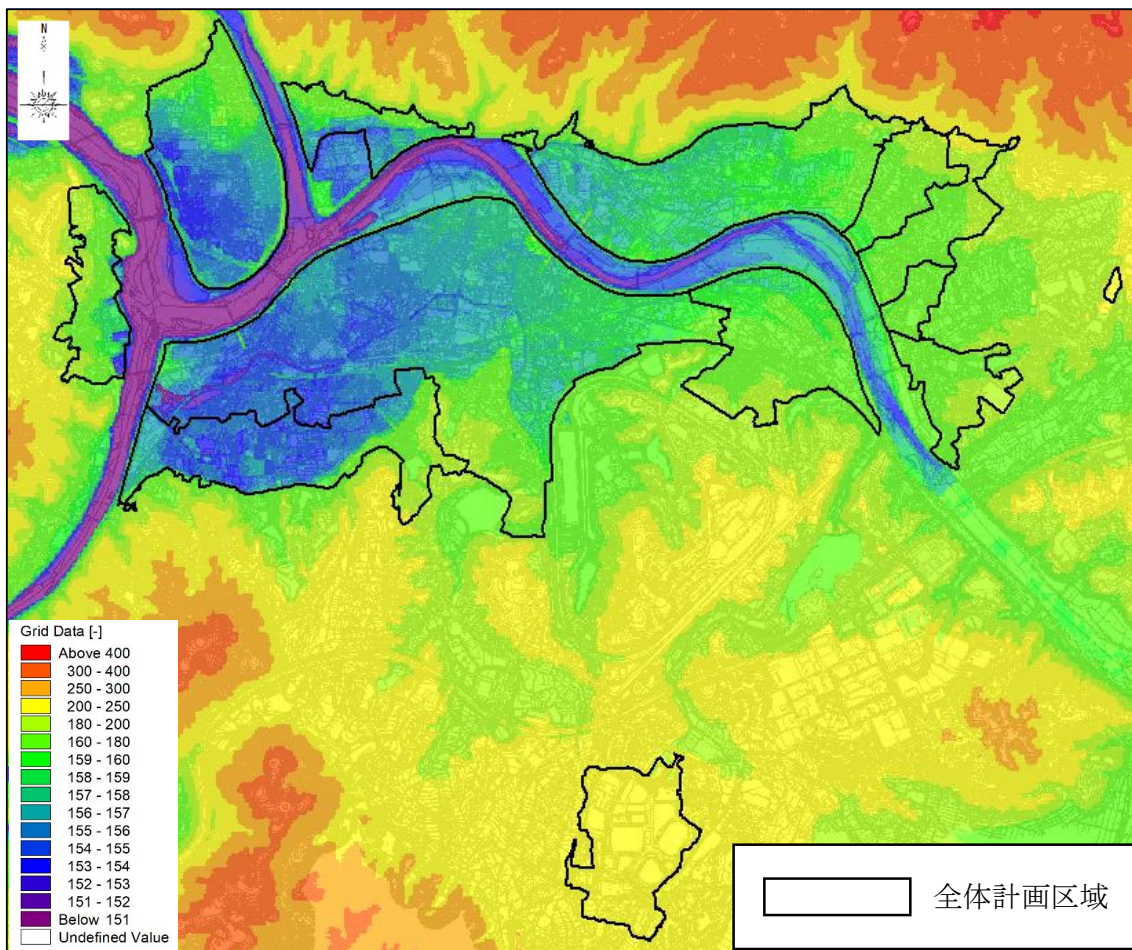 N
Grid Data [-]
Above 400
300 - 400
250 - 300
200 - 250
180 - 200
160 - 180
159 - 160
158 - 159
157 - 158
156 - 157
155 - 156
154 - 155
153 - 154
152 - 153
151 - 152
Below 151
Undefined Value
全体計画区域